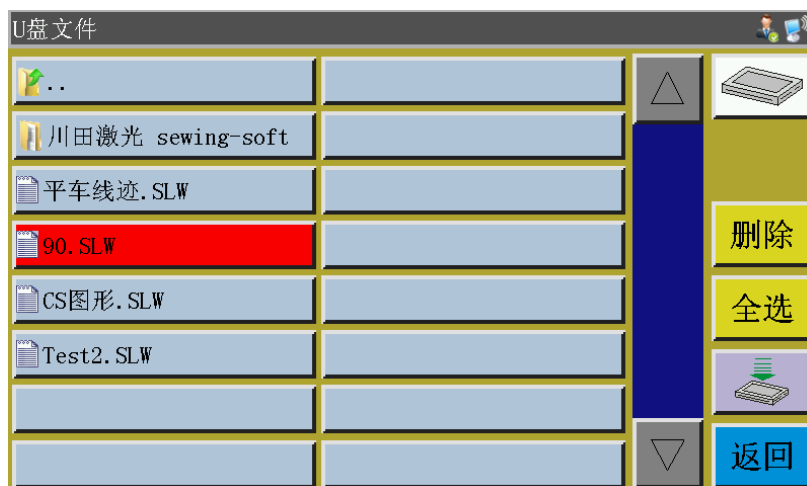 U盘文件
..
川田激光 sewing-soft
平车线迹.SLW
90.SLW
CS图形.SLW
Test2.SLW
删除
全选
返回